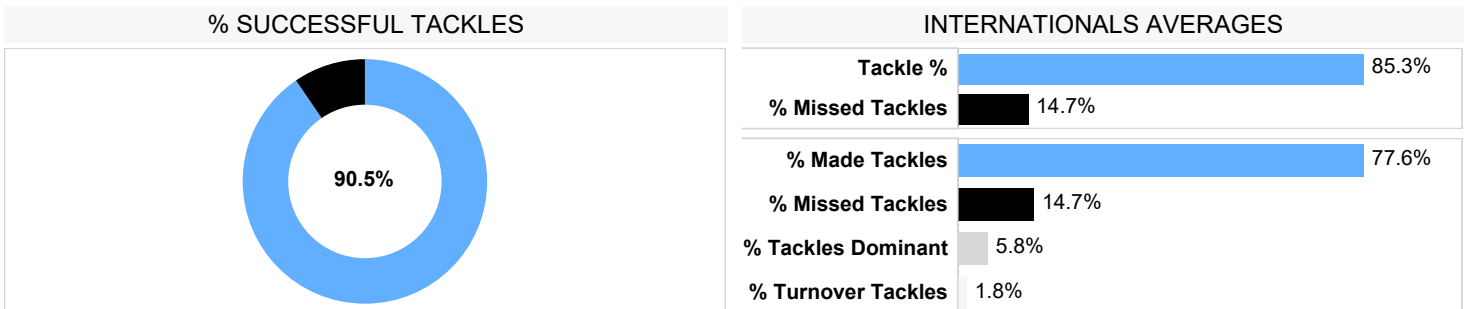 % SUCCESSFUL TACKLES
90.5%
INTERNATIONALS AVERAGES
Tackle % 85.3%
% Missed Tackles 14.7%
% Made Tackles 77.6%
% Missed Tackles 14.7%
% Tackles Dominant 5.8%
% Turnover Tackles 1.8%